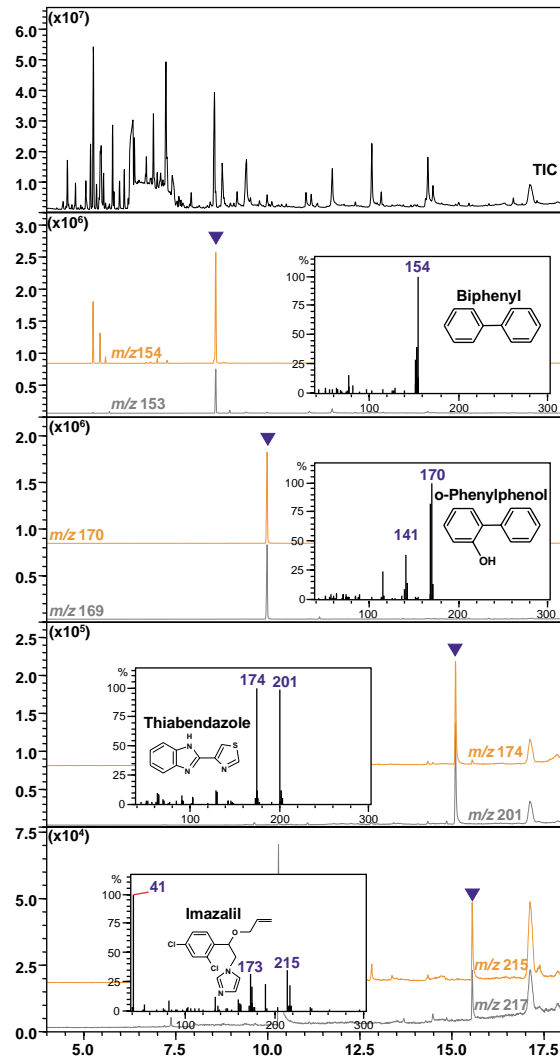 (x10⁷)
6.0
5.0
4.0
3.0
2.0
1.0
TIC
(x10⁶)
3.0
2.5
2.0
1.5
1.0
0.5
m/z154
m/z 153
%
100
75
50
25
0
154
Biphenyl
100
200
300
(x10⁶)
2.0
1.5
1.0
0.5
m/z 170
m/z 169
%
100
75
50
25
0
170
141
o-Phenylphenol
OH
100
200
300
(x10⁵)
2.5
2.0
1.5
1.0
0.5
m/z 174
m/z 201
%
100
75
50
25
0
174
201
Thiabendazole
H
N
N
S
N
100
200
300
(x10⁴)
7.5
5.0
2.5
0.0
m/z 215
m/z 217
%
100
75
50
25
0
41
Imazalil
O
Cl
Cl
N
N
173
215
100
200
300
5.0
7.5
10.0
12.5
15.0
17.5